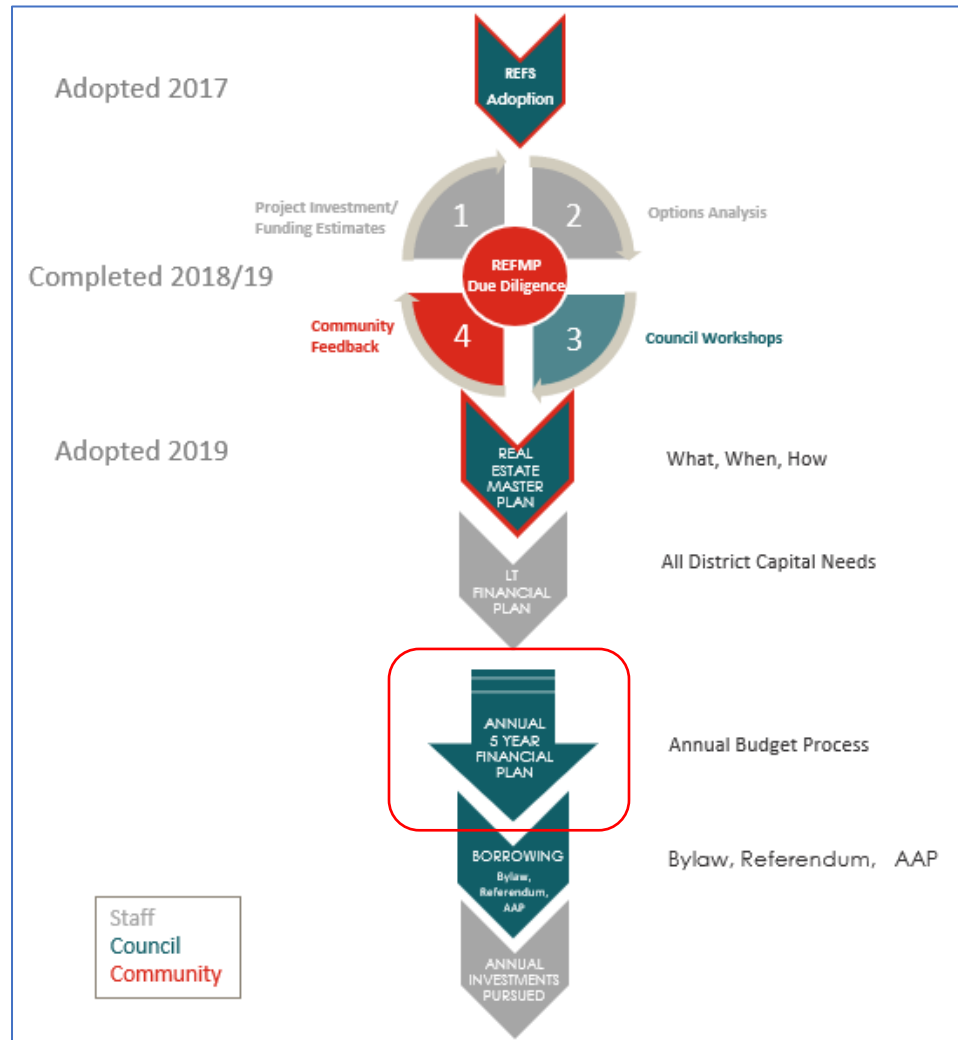 Adopted 2017
REFS
Adoption
Project Investment/
Funding Estimates
1
2
Options Analysis
Completed 2018/19
REFMP
Due Diligence
Community
Feedback
4
3
Council Workshops
Adopted 2019
REAL
ESTATE
MASTER
PLAN
What, When, How
LT
FINANCIAL
PLAN
All District Capital Needs
ANNUAL
5 YEAR
FINANCIAL
PLAN
Annual Budget Process
BORROWING
Bylaw,
Referendum,
AAP
Bylaw, Referendum, AAP
Staff
Council
Community
ANNUAL
INVESTMENTS
PURSUED